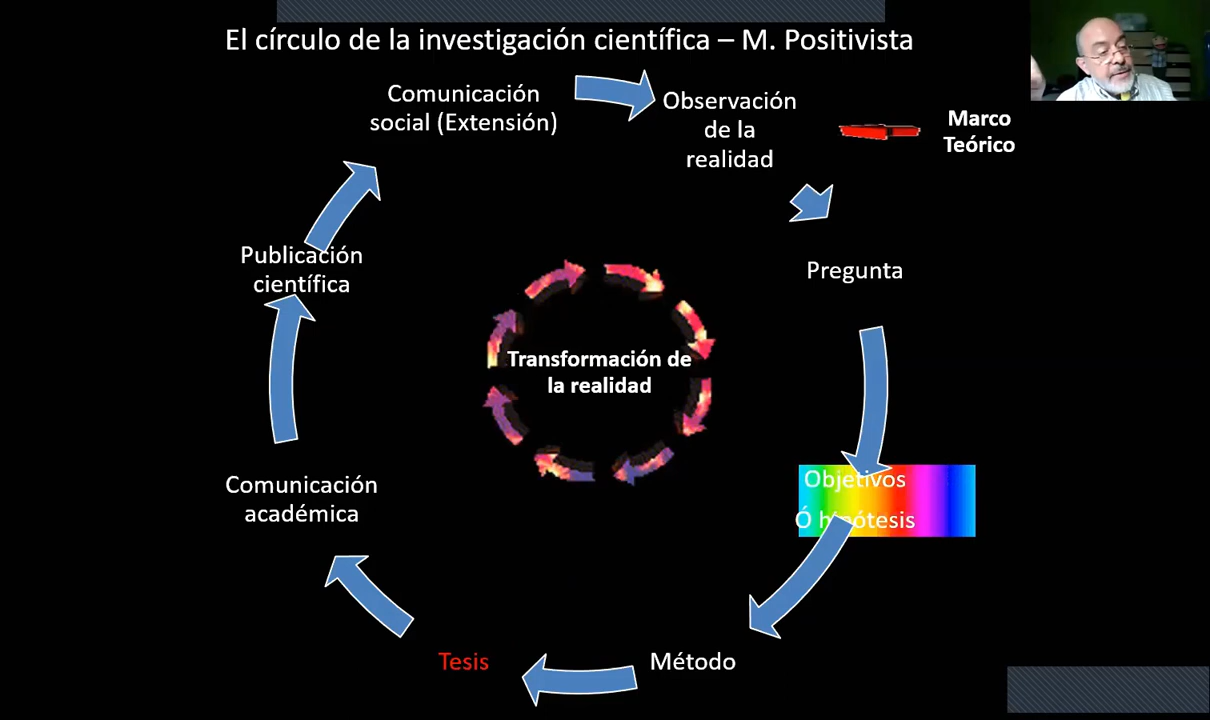 El círculo de la investigación científica – M. Positivista
Comunicación
social (Extensión)
Observación
de la
realidad
Marco
Teórico
Publicación
científica
Pregunta
Transformación de
la realidad
Objetivos
Ó hipótesis
Comunicación
académica
Tesis
Método